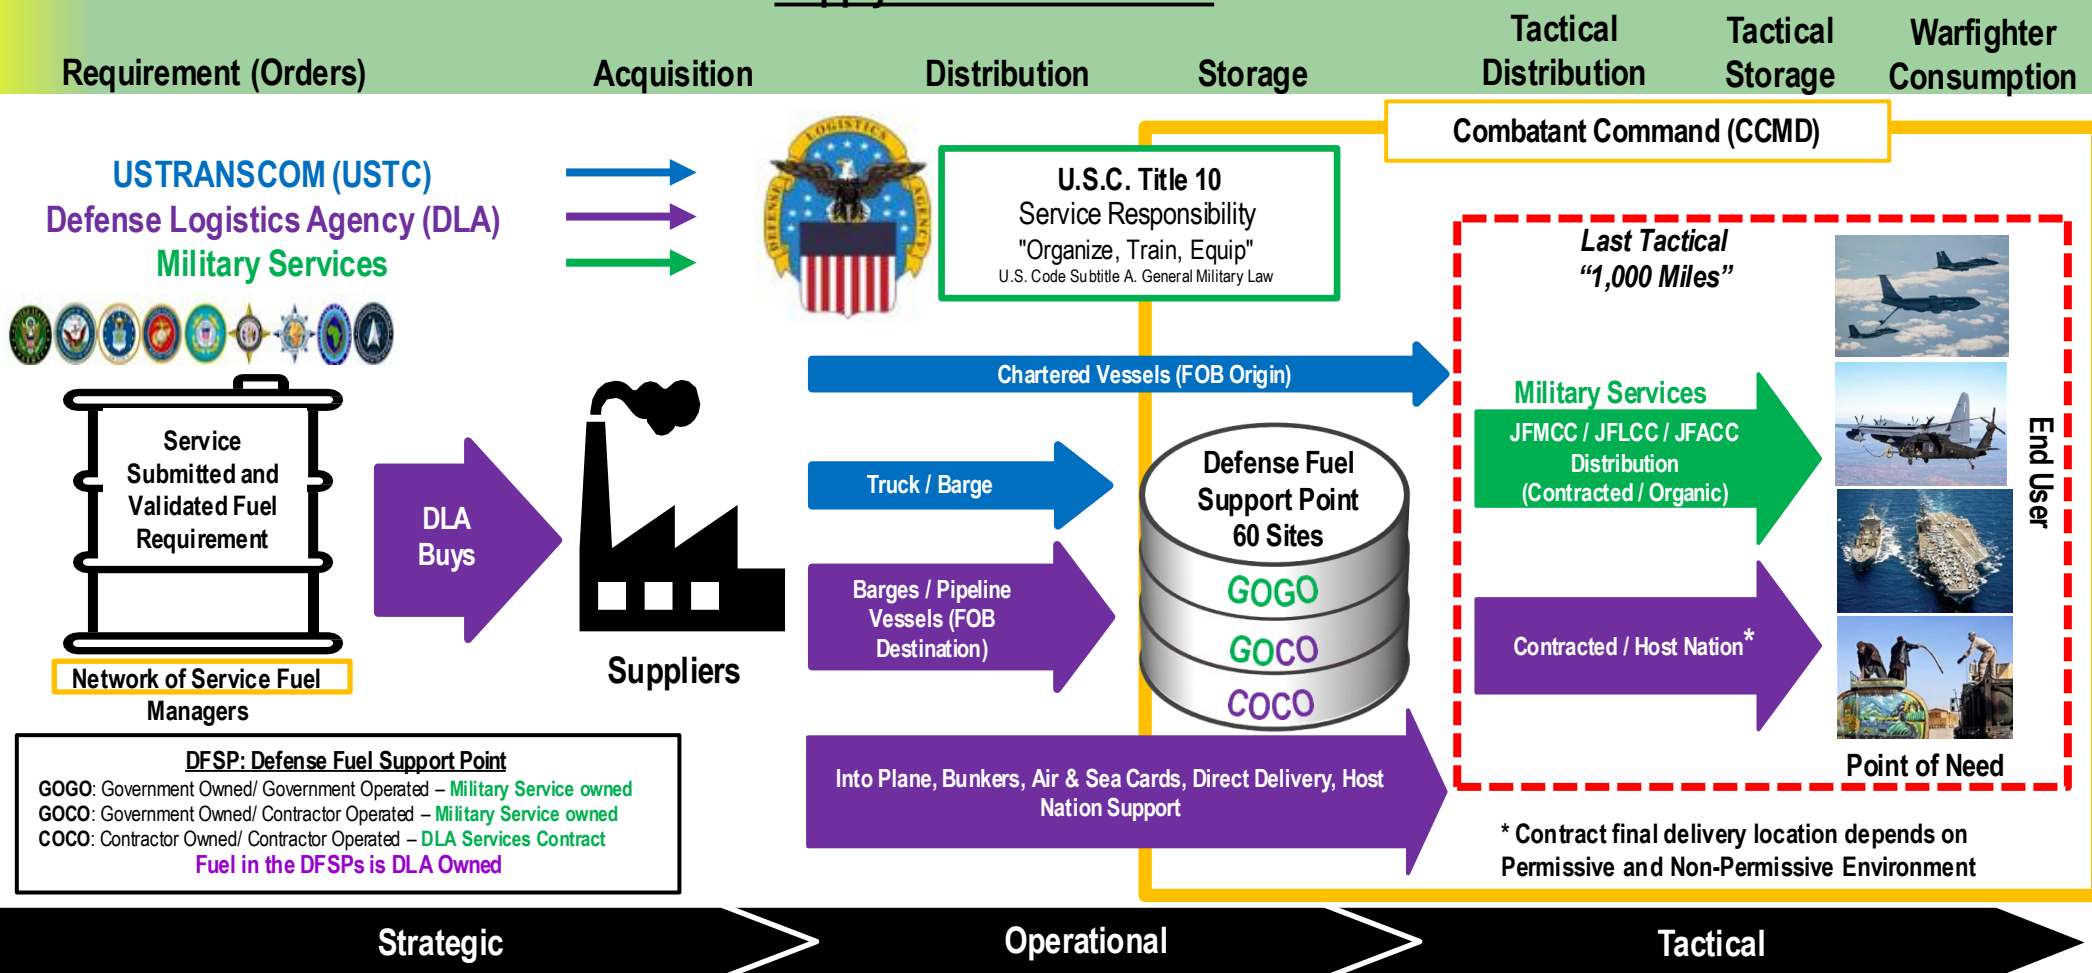 Requirement (Orders)
Acquisition
Distribution
Storage
Tactical
Distribution
Tactical
Storage
Warfighter
Consumption
Combatant Command (CCMD)
USTRANSCOM (USTC)
Defense Logistics Agency (DLA)
Military Services
DEFENSE LOGISTICS AGENCY
U.S.C. Title 10
Service Responsibility
"Organize, Train, Equip"
U.S. Code Subtitle A. General Military Law
Last Tactical
“1,000 Miles”
Service
Submitted and
Validated Fuel
Requirement
Network of Service Fuel
Managers
DLA
Buys
Suppliers
Chartered Vessels (FOB Origin)
Truck / Barge
Barges / Pipeline
Vessels (FOB
Destination)
Into Plane, Bunkers, Air & Sea Cards, Direct Delivery, Host
Nation Support
Defense Fuel
Support Point
60 Sites
GOGO
GOCO
COCO
Military Services
JFMCC / JFLCC / JFACC
Distribution
(Contracted / Organic)
Contracted / Host Nation*
End User
Point of Need
* Contract final delivery location depends on
Permissive and Non-Permissive Environment
DFSP: Defense Fuel Support Point
GOGO: Government Owned/ Government Operated – Military Service owned
GOCO: Government Owned/ Contractor Operated – Military Service owned
COCO: Contractor Owned/ Contractor Operated – DLA Services Contract
Fuel in the DFSPs is DLA Owned
Strategic
Operational
Tactical